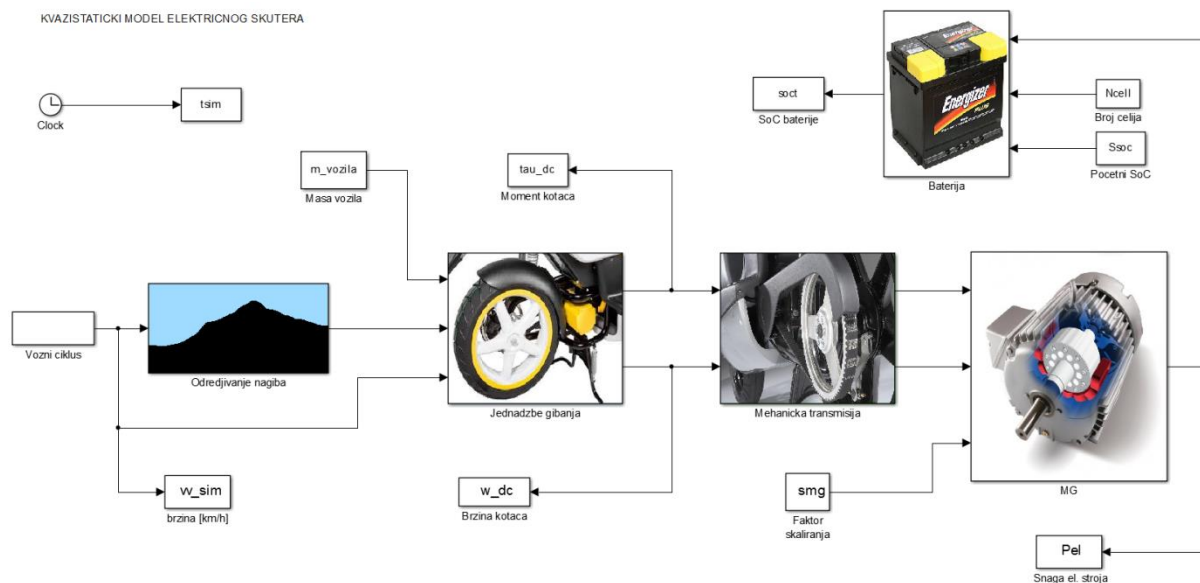 KVAZISTATICKI MODEL ELEKTRICNOG SKUTERA
Clock
tsim
soct
SoC baterije
Energizer
Energizer
Baterija
Ncell
Broj celija
Ssoc
Pocetni SoC
m_vozila
Masa vozila
tau_dc
Moment kotaca
Vozni ciklus
Odredjivanje nagiba
Jednadzbe gibanja
Mehanicka transmisija
MG
vv_sim
brzina [km/h]
w_dc
Brzina kotaca
smg
Faktor
skaliranja
Pel
Snaga el. stroja